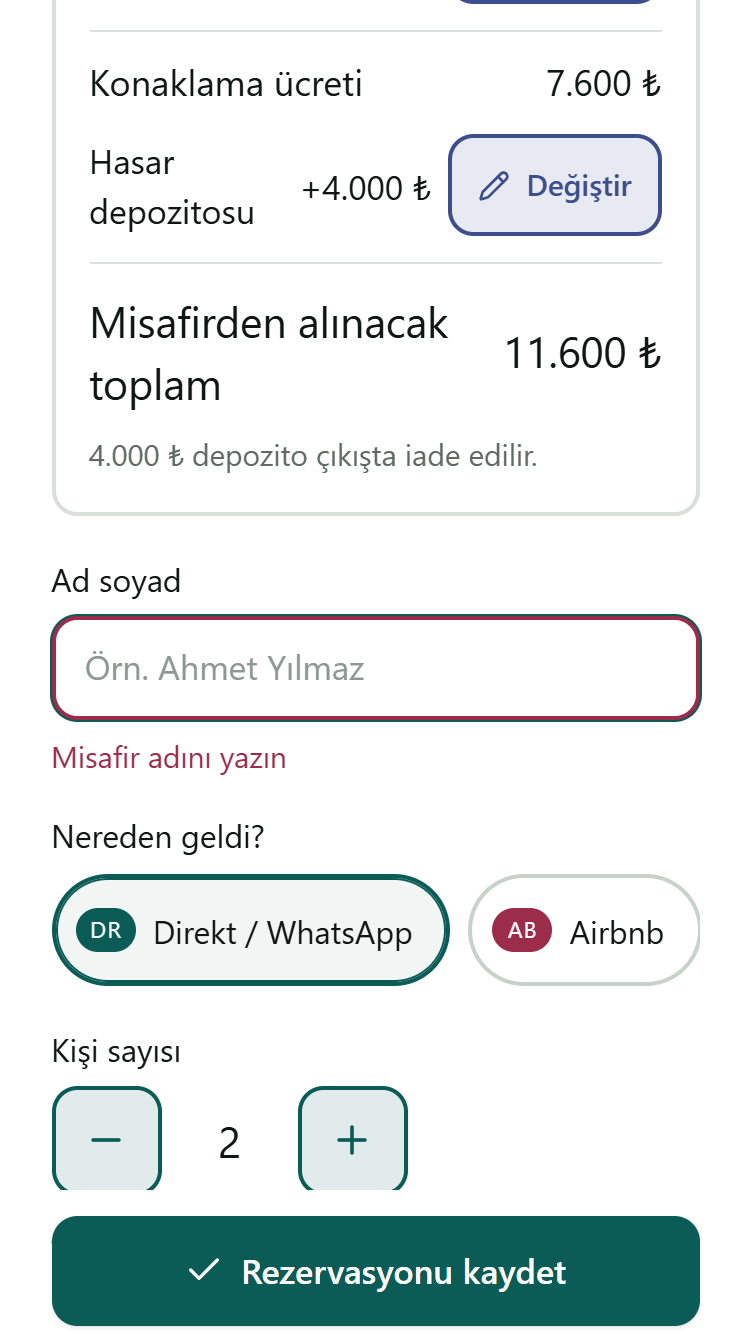 Konaklama ücreti 7.600 ₺
Hasar depozitosu +4.000 ₺ Değiştir
Misafirden alınacak toplam 11.600 ₺
4.000 ₺ depozito çıkışta iade edilir.
Ad soyad
Örn. Ahmet Yılmaz
Misafir adını yazın
Nereden geldi?
DR Direkt / WhatsApp AB Airbnb
Kişi sayısı
− 2 +
Rezervasyonu kaydet